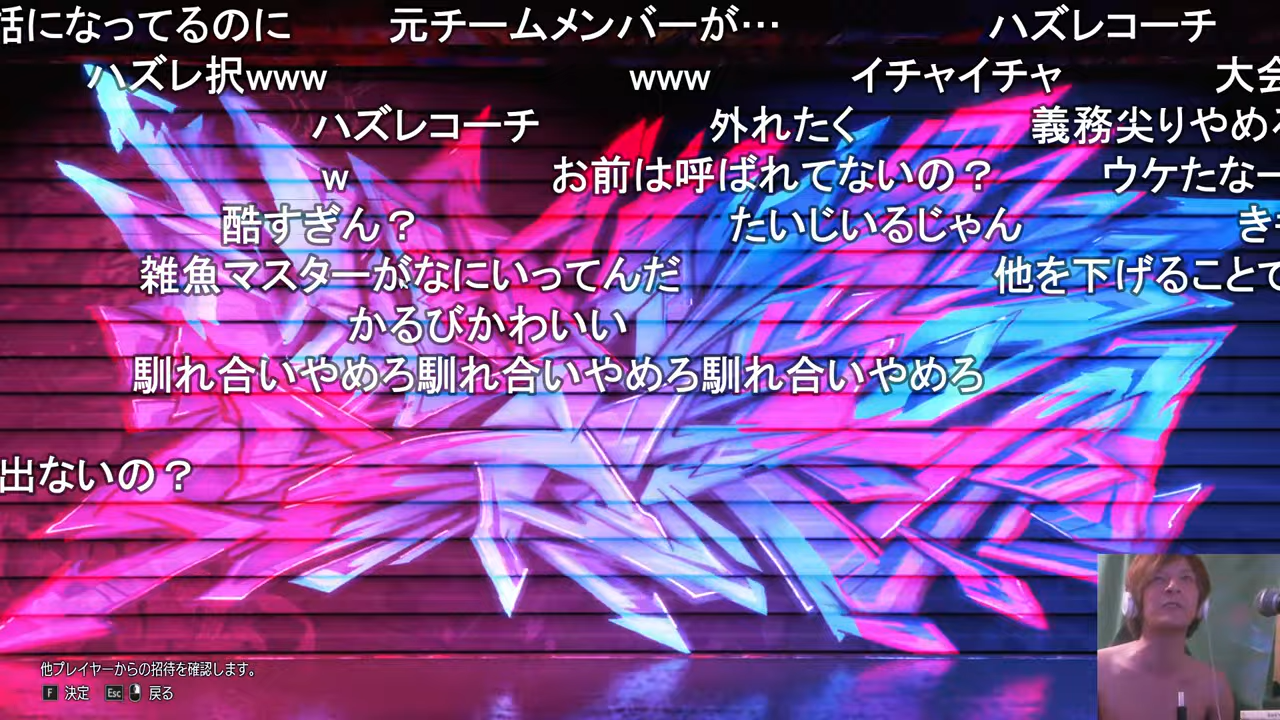 話になってるのに 元チームメンバーが… ハズレコーチ
ハズレ択www www イチャイチャ 大会
ハズレコーチ 外れたく 義務尖りやめろ
w お前は呼ばれてないの？ ウケたなー
酷すぎん？ たいじいるじゃん き
雑魚マスターがなにいってんだ 他を下げることで
かるびかわいい
馴れ合いやめろ馴れ合いやめろ馴れ合いやめろ
出ないの？
他プレイヤーからの招待を確認します。
F 決定 Esc 戻る